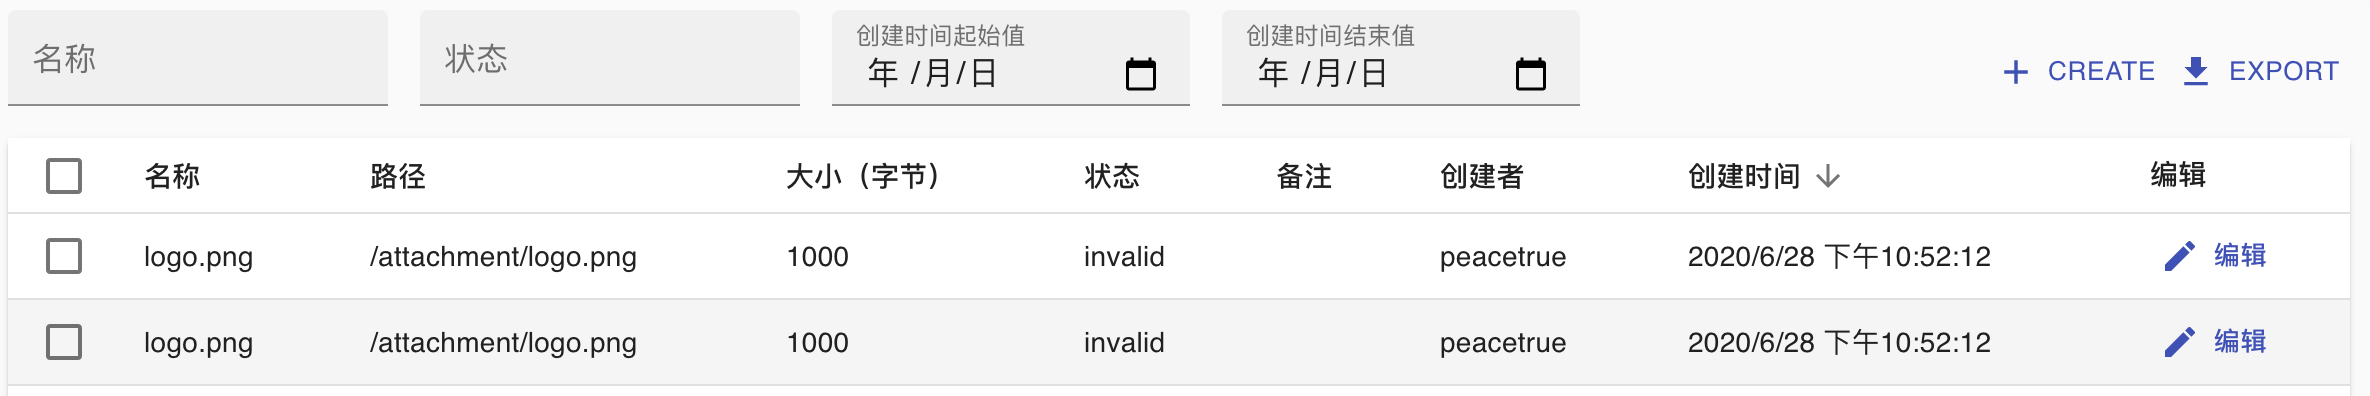 名称 状态 创建时间起始值 创建时间结束值
年 /月/日 年 /月/日 CREATE EXPORT
名称 路径 大小（字节） 状态 备注 创建者 创建时间 编辑
logo.png /attachment/logo.png 1000 invalid peacetrue 2020/6/28 下午10:52:12 编辑
logo.png /attachment/logo.png 1000 invalid peacetrue 2020/6/28 下午10:52:12 编辑